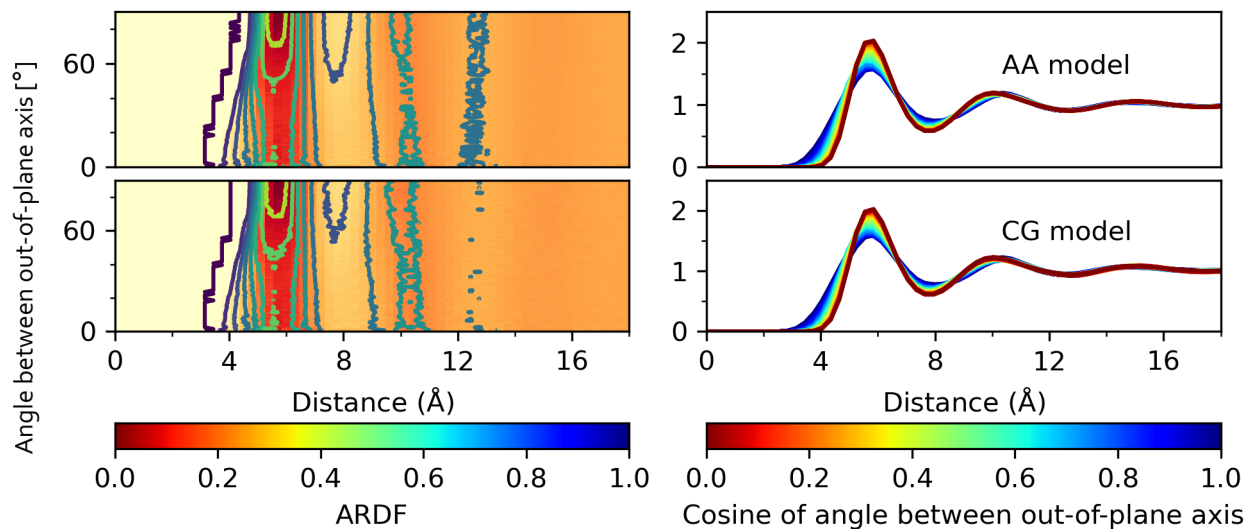 Angle between out-of-plane axis [°]
60
0
60
0
0 4 8 12 16
Distance (Å)
0.0 0.2 0.4 0.6 0.8 1.0
ARDF
2
1
0
AA model
2
1
0
CG model
0 4 8 12 16
Distance (Å)
0.0 0.2 0.4 0.6 0.8 1.0
Cosine of angle between out-of-plane axis